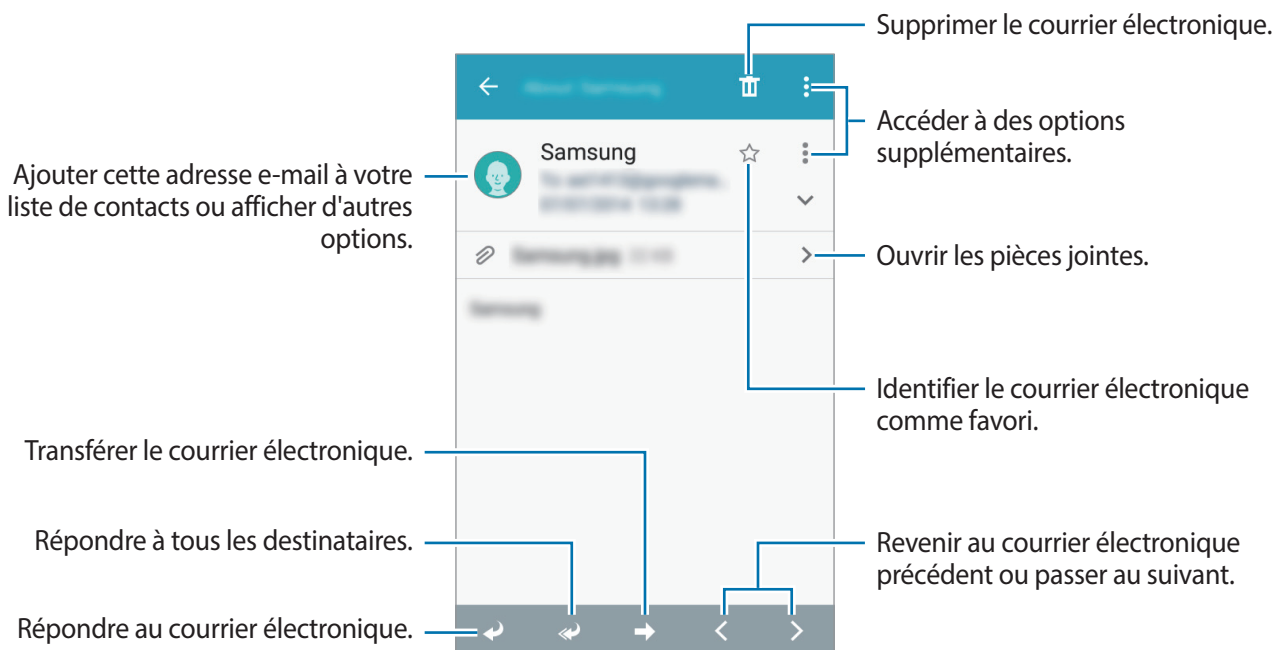 Supprimer le courrier électronique.
Accéder à des options
supplémentaires.
Samsung
Ajouter cette adresse e-mail à votre
liste de contacts ou afficher d'autres
options.
Ouvrir les pièces jointes.
Identifier le courrier électronique
comme favori.
Transférer le courrier électronique.
Répondre à tous les destinataires.
Revenir au courrier électronique
précédent ou passer au suivant.
Répondre au courrier électronique.